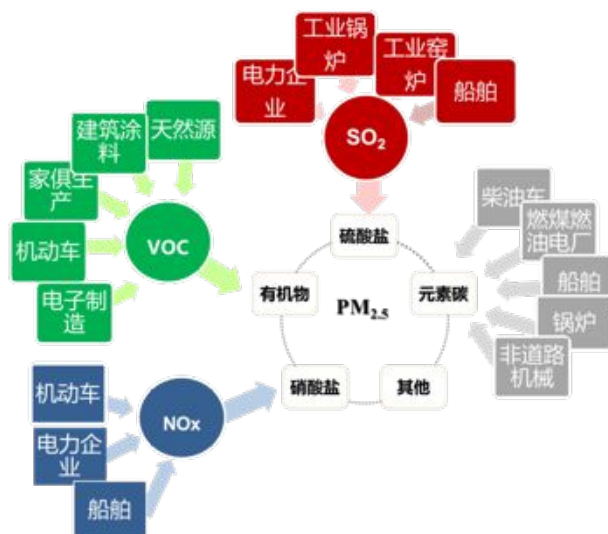 工业锅
炉
工业窑
炉
电力企
业
船舶
SO₂
天然源
建筑涂
料
家俱生
产
机动车
电子制
造
VOC
柴油车
燃煤燃
油电厂
船舶
锅炉
非道路
机械
硫酸盐
有机物
元素碳
PM₂.₅
硝酸盐
其他
机动车
电力企
业
船舶
NOx